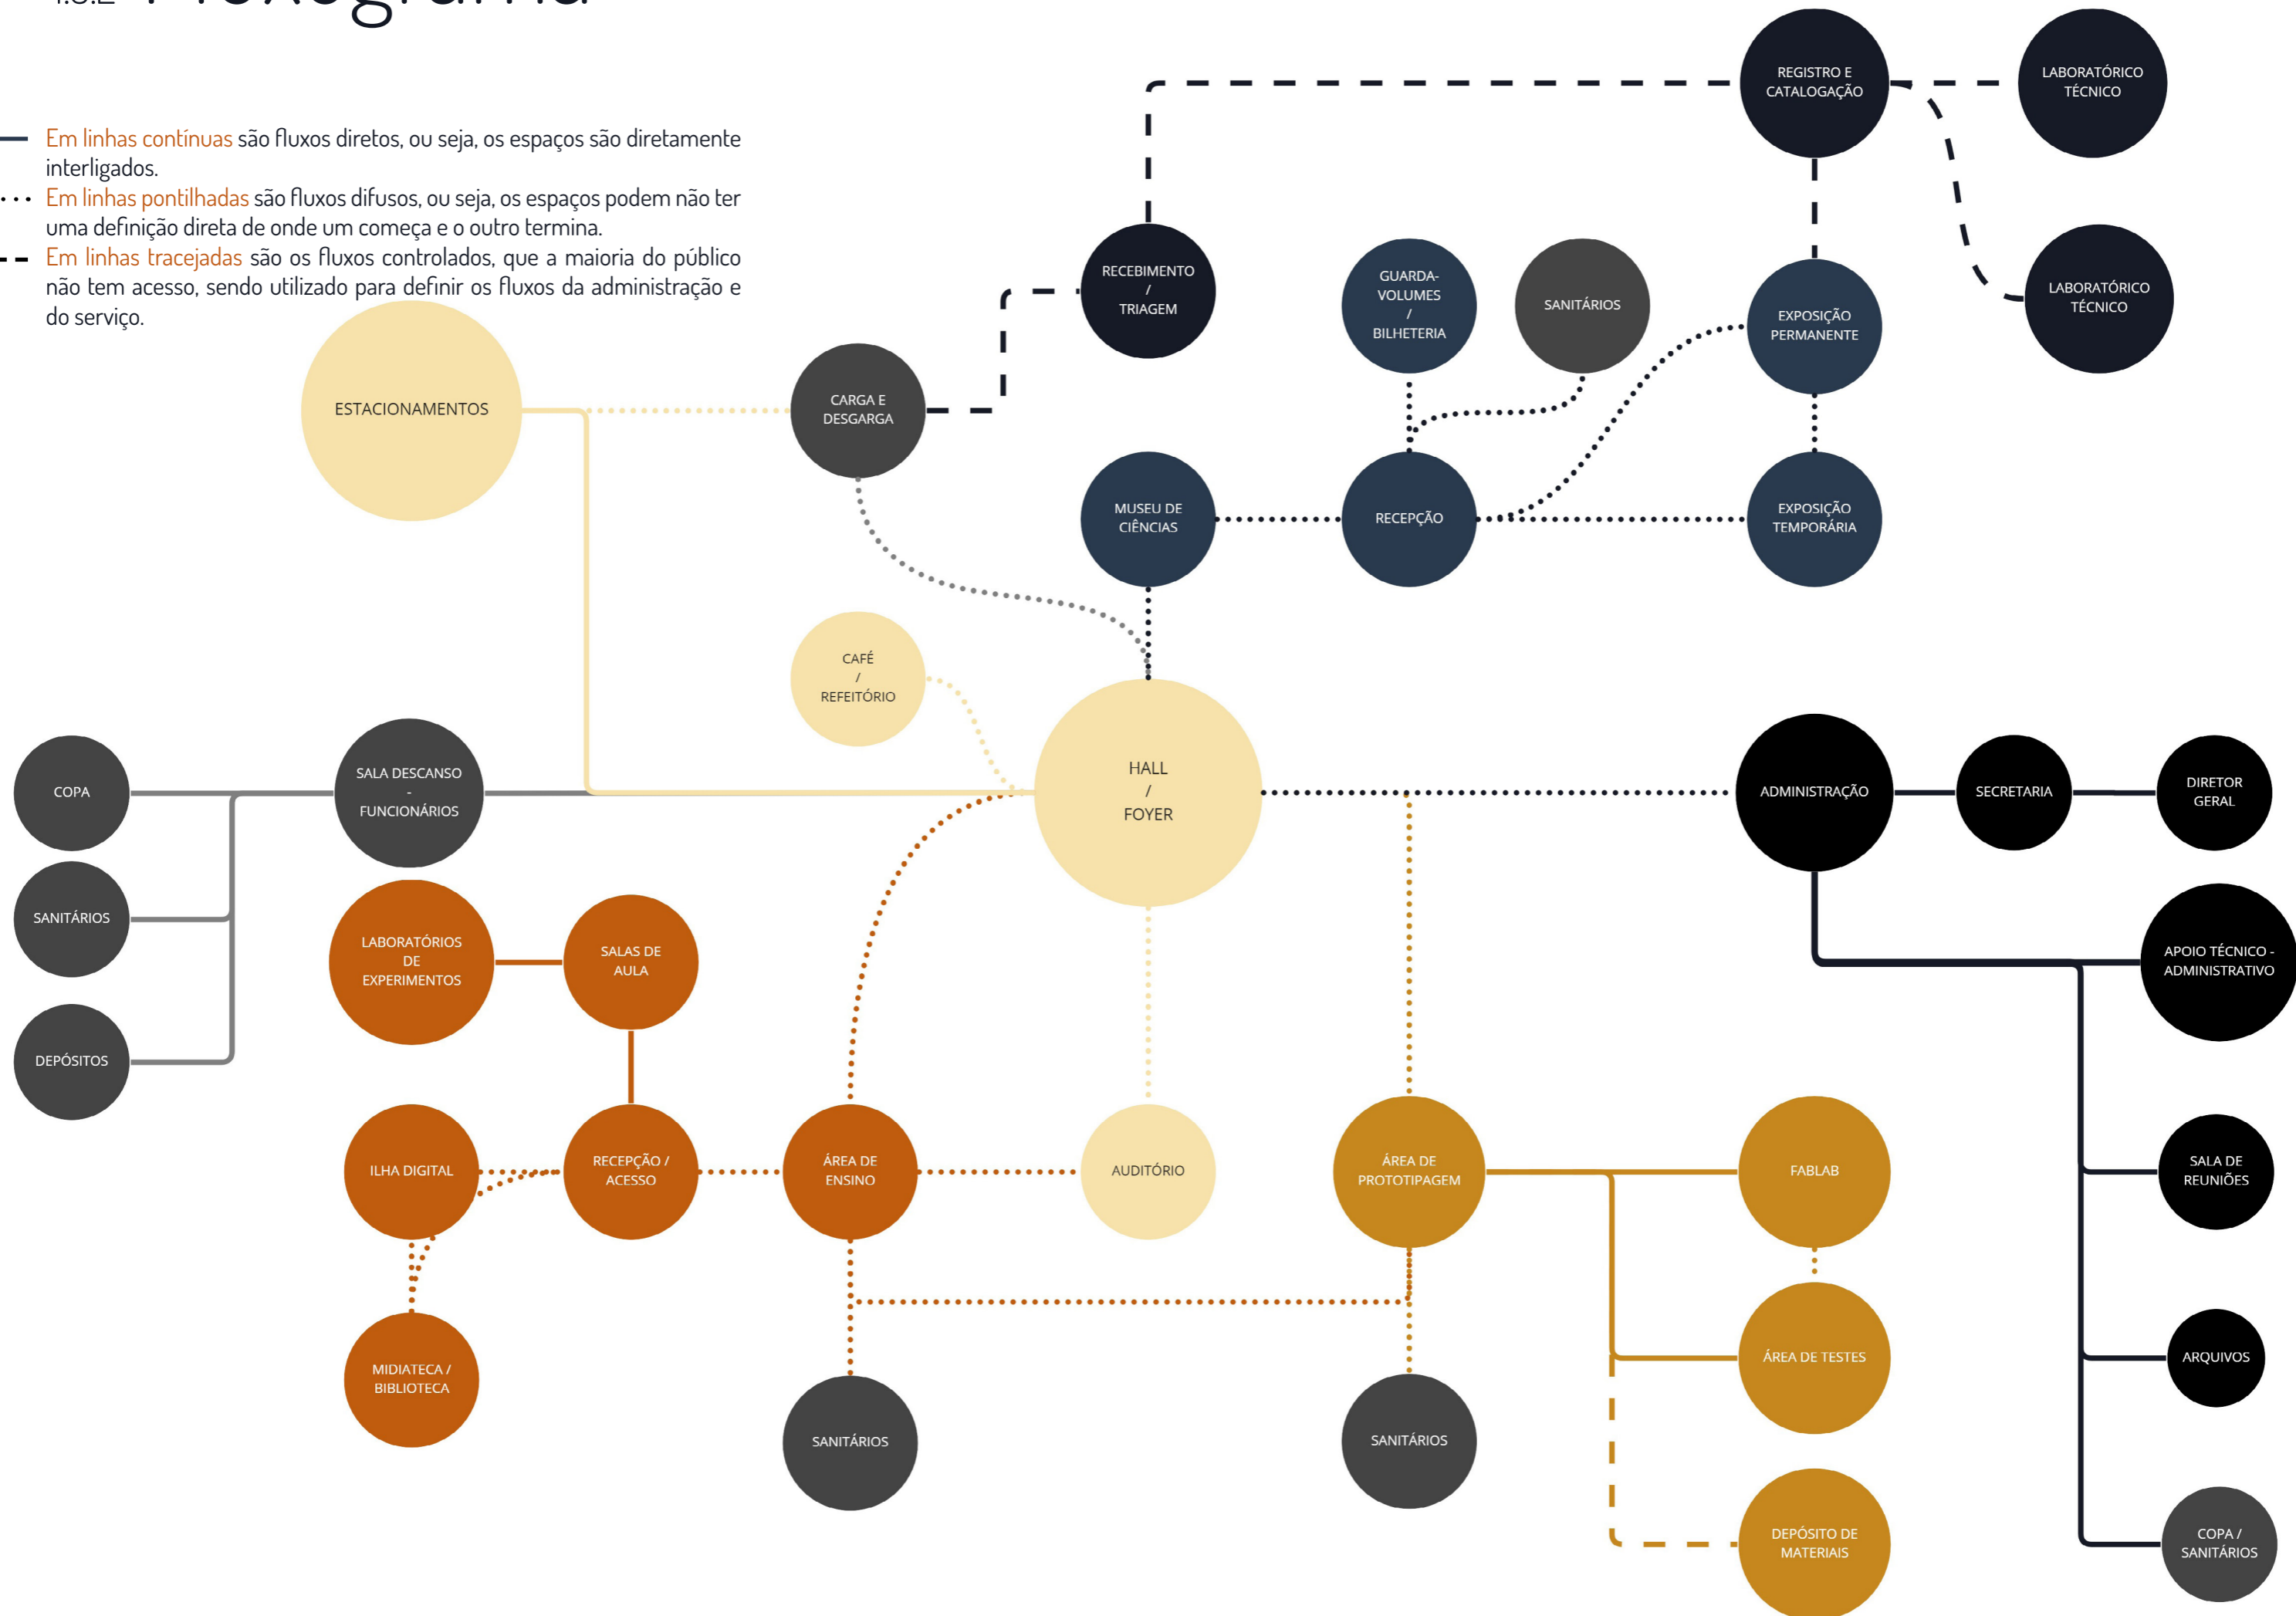 Em linhas contínuas são fluxos diretos, ou seja, os espaços são diretamente
interligados.
Em linhas pontilhadas são fluxos difusos, ou seja, os espaços podem não ter
uma definição direta de onde um começa e o outro termina.
Em linhas tracejadas são os fluxos controlados, que a maioria do público
não tem acesso, sendo utilizado para definir os fluxos da administração e
do serviço.
REGISTRO E
CATALOGAÇÃO
LABORATÓRICO
TÉCNICO
RECEBIMENTO
/
TRIAGEM
GUARDA-
VOLUMES
/
BILHETERIA
SANITÁRIOS
EXPOSIÇÃO
PERMANENTE
LABORATÓRICO
TÉCNICO
ESTACIONAMENTOS
CARGA E
DESGARGA
MUSEU DE
CIÊNCIAS
RECEPÇÃO
EXPOSIÇÃO
TEMPORÁRIA
CAFÉ
/
REFEITÓRIO
COPA
SALA DESCANSO
-
FUNCIONÁRIOS
HALL
/
FOYER
ADMINISTRAÇÃO
SECRETARIA
DIRETOR
GERAL
SANITÁRIOS
LABORATÓRIOS
DE
EXPERIMENTOS
SALAS DE
AULA
APOIO TÉCNICO -
ADMINISTRATIVO
DEPÓSITOS
ILHA DIGITAL
RECEPÇÃO /
ACESSO
ÁREA DE
ENSINO
AUDITÓRIO
ÁREA DE
PROTOTIPAGEM
FABLAB
SALA DE
REUNIÕES
MIDIATECA /
BIBLIOTECA
ÁREA DE TESTES
ARQUIVOS
SANITÁRIOS
SANITÁRIOS
DEPÓSITO DE
MATERIAIS
COPA /
SANITÁRIOS